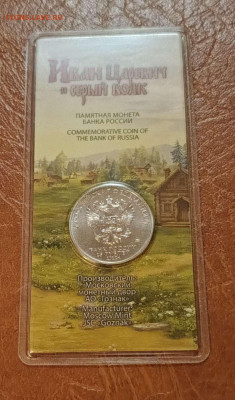 Иван Царевич
и серый волк
ПАМЯТНАЯ МОНЕТА
БАНКА РОССИИ
COMMEMORATIVE COIN OF
THE BANK OF RUSSIA
Производитель:
«Московский
монетный двор»
АО "Гознак"
Manufacturer:
Moscow Mint
JSC "Goznak"